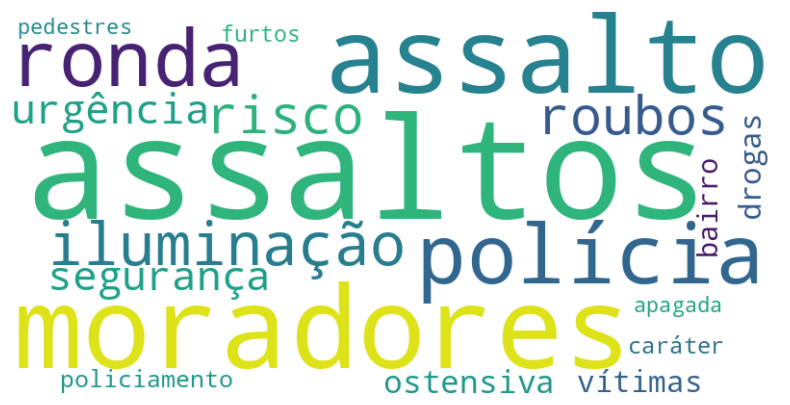 pedestres
furtos
ronda
assalto
urgência
risco
roubos
drogas
assaltos
bairro
iluminação
polícia
segurança
moradores
apagada
caráter
policiamento
ostensiva
vítimas